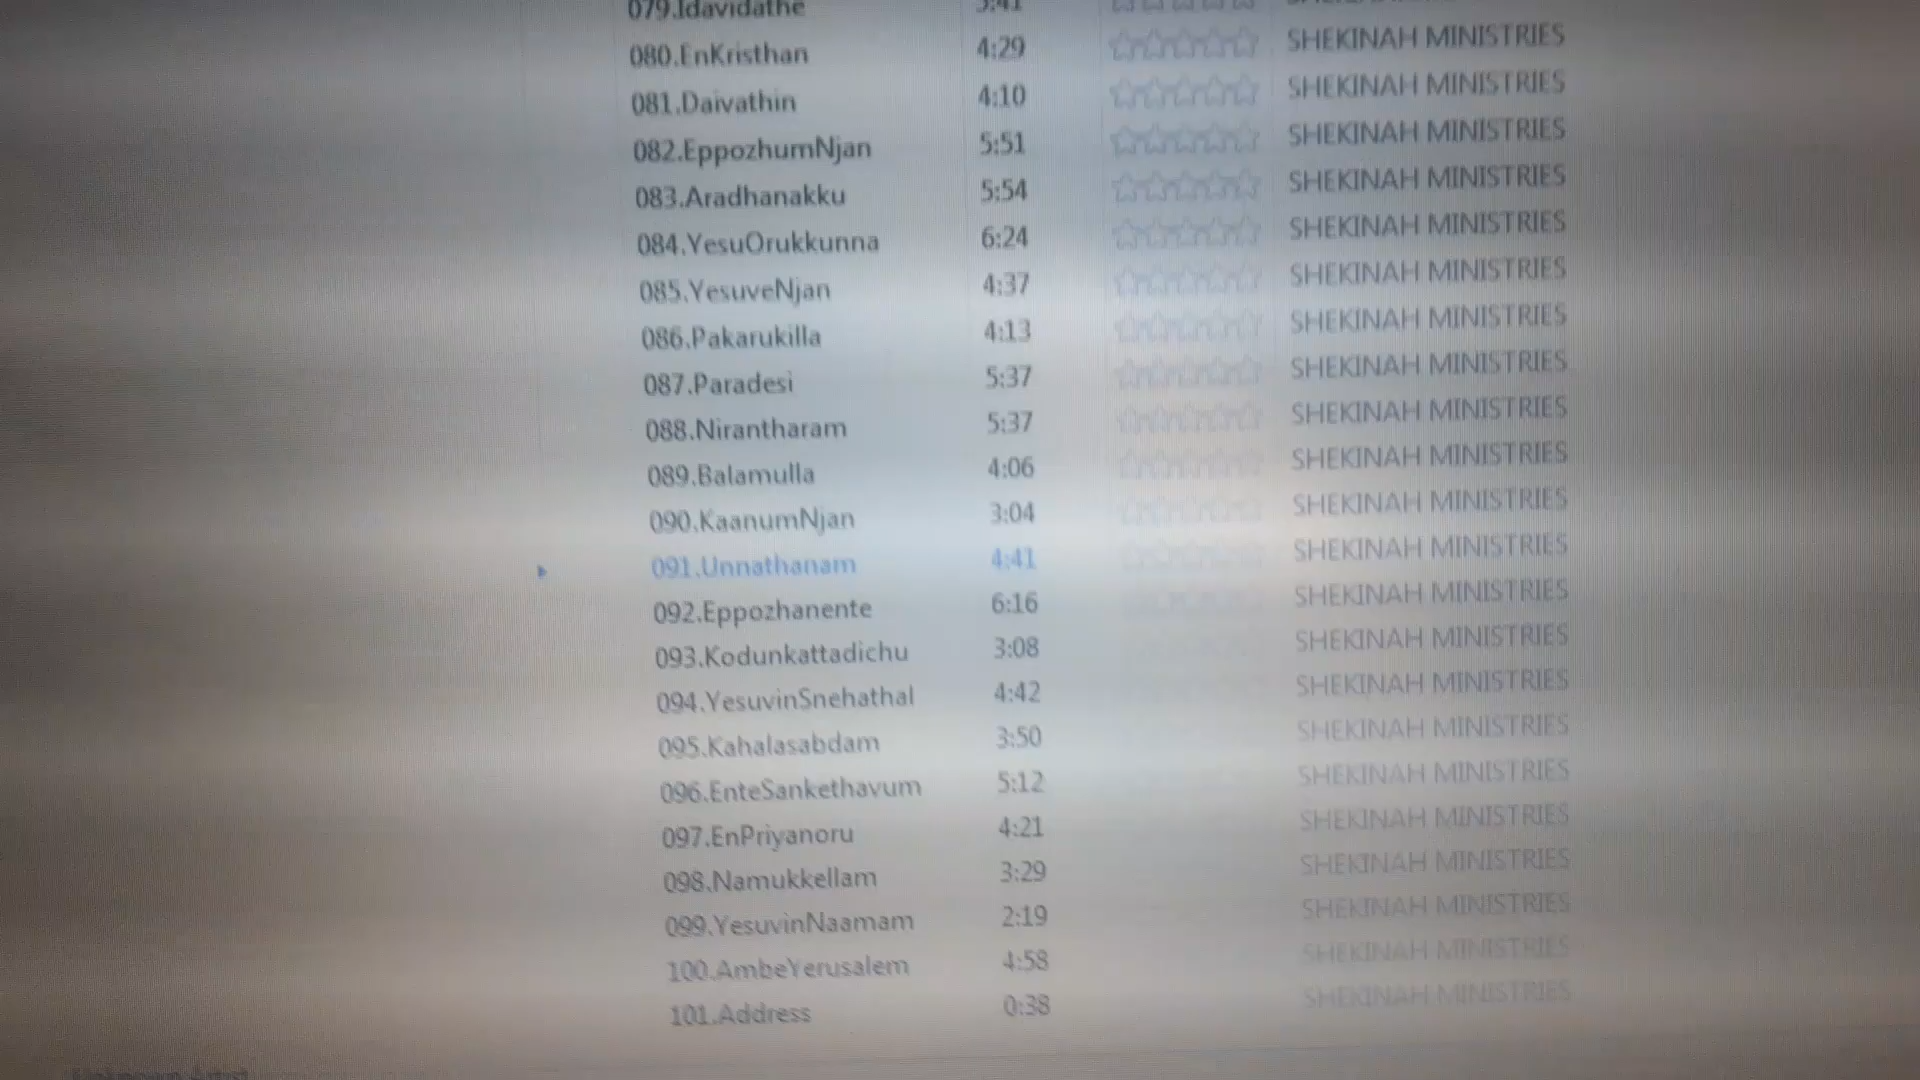 079.Idavidathe 3:41
080.EnKristhan 4:29 SHEKINAH MINISTRIES
081.Daivathin 4:10 SHEKINAH MINISTRIES
082.EppozhumNjan 5:51 SHEKINAH MINISTRIES
083.Aradhanakku 5:54 SHEKINAH MINISTRIES
084.YesuOrukkunna 6:24 SHEKINAH MINISTRIES
085.YesuveNjan 4:37 SHEKINAH MINISTRIES
086.Pakarukilla 4:13 SHEKINAH MINISTRIES
087.Paradesi 5:37 SHEKINAH MINISTRIES
088.Nirantharam 5:37 SHEKINAH MINISTRIES
089.Balamulla 4:06 SHEKINAH MINISTRIES
090.KaanumNjan 3:04 SHEKINAH MINISTRIES
091.Unnathanam 4:41 SHEKINAH MINISTRIES
092.Eppozhanente 6:16 SHEKINAH MINISTRIES
093.Kodunkattadichu 3:08 SHEKINAH MINISTRIES
094.YesuvinSnehathal 4:42 SHEKINAH MINISTRIES
095.Kahalasabdam 3:50 SHEKINAH MINISTRIES
096.EnteSankethavum 5:12 SHEKINAH MINISTRIES
097.EnPriyanoru 4:21 SHEKINAH MINISTRIES
098.Namukkellam 3:29 SHEKINAH MINISTRIES
099.YesuvinNaamam 2:19 SHEKINAH MINISTRIES
100.AmbeYerusalem 4:58 SHEKINAH MINISTRIES
101.Address 0:38 SHEKINAH MINISTRIES
Unknown Artist